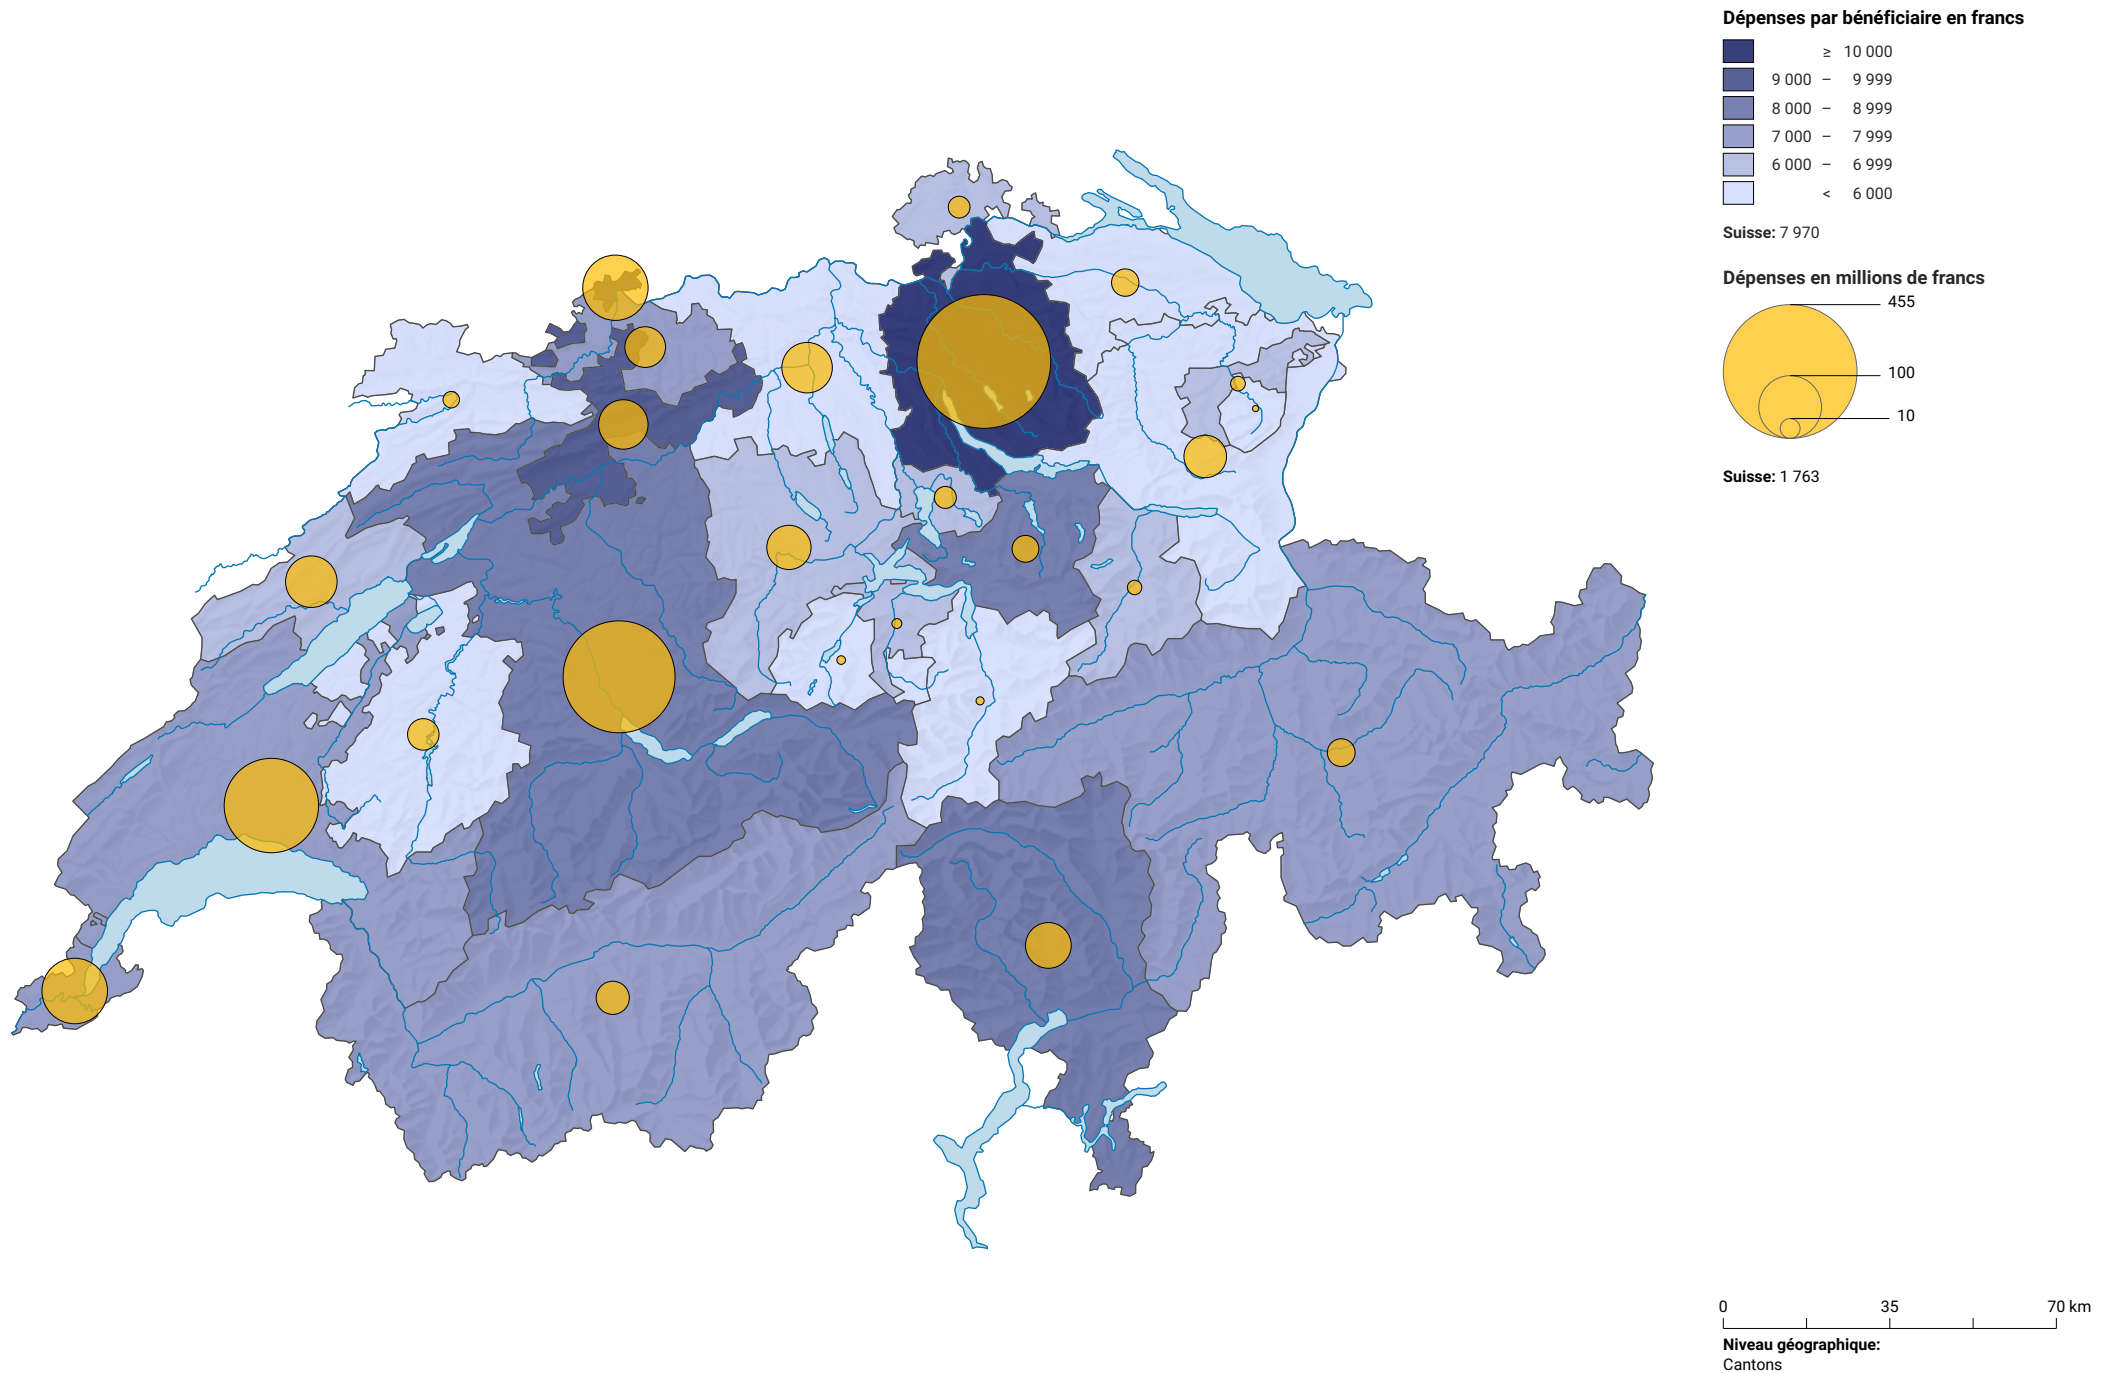 Dépenses par bénéficiaire en francs
≥ 10 000
9 000 – 9 999
8 000 – 8 999
7 000 – 7 999
6 000 – 6 999
< 6 000
Suisse: 7 970
Dépenses en millions de francs
455
100
10
Suisse: 1 763
0 35 70 km
Niveau géographique:
Cantons